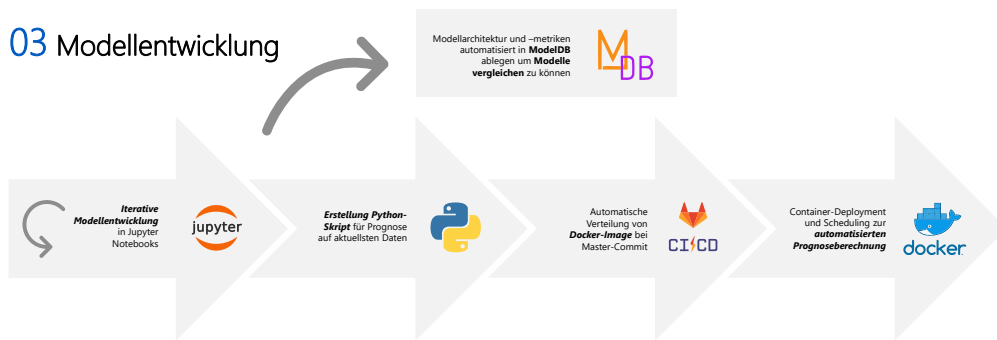 03 Modellentwicklung
Modellarchitektur und –metriken
automatisiert in ModelDB
ablegen um Modelle
vergleichen zu können
M
DB
Iterative
Modellentwicklung
in Jupyter
Notebooks
jupyter
Erstellung Python-
Skript für Prognose
auf aktuellsten Daten
Automatische
Verteilung von
Docker-Image bei
Master-Commit
CI/CD
Container-Deployment
und Scheduling zur
automatisierten
Prognoseberechnung
docker